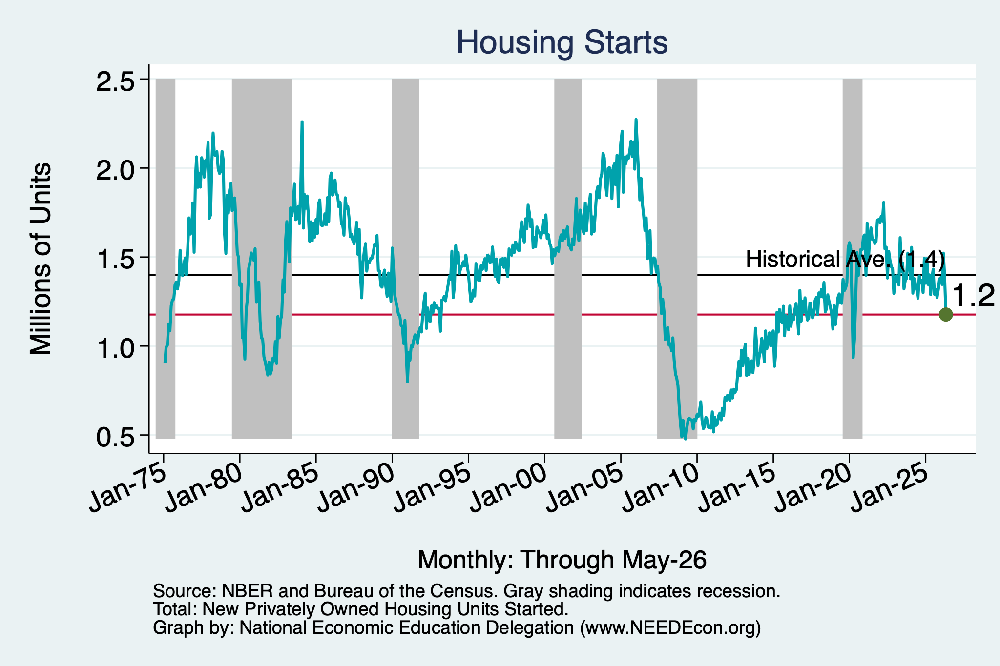 Housing Starts
Millions of Units
2.5
2.0
1.5
1.0
0.5
Historical Ave. (1.4)
1.2
Jan-75
Jan-80
Jan-85
Jan-90
Jan-95
Jan-00
Jan-05
Jan-10
Jan-15
Jan-20
Jan-25
Monthly: Through May-26
Source: NBER and Bureau of the Census. Gray shading indicates recession.
Total: New Privately Owned Housing Units Started.
Graph by: National Economic Education Delegation (www.NEEDEcon.org)